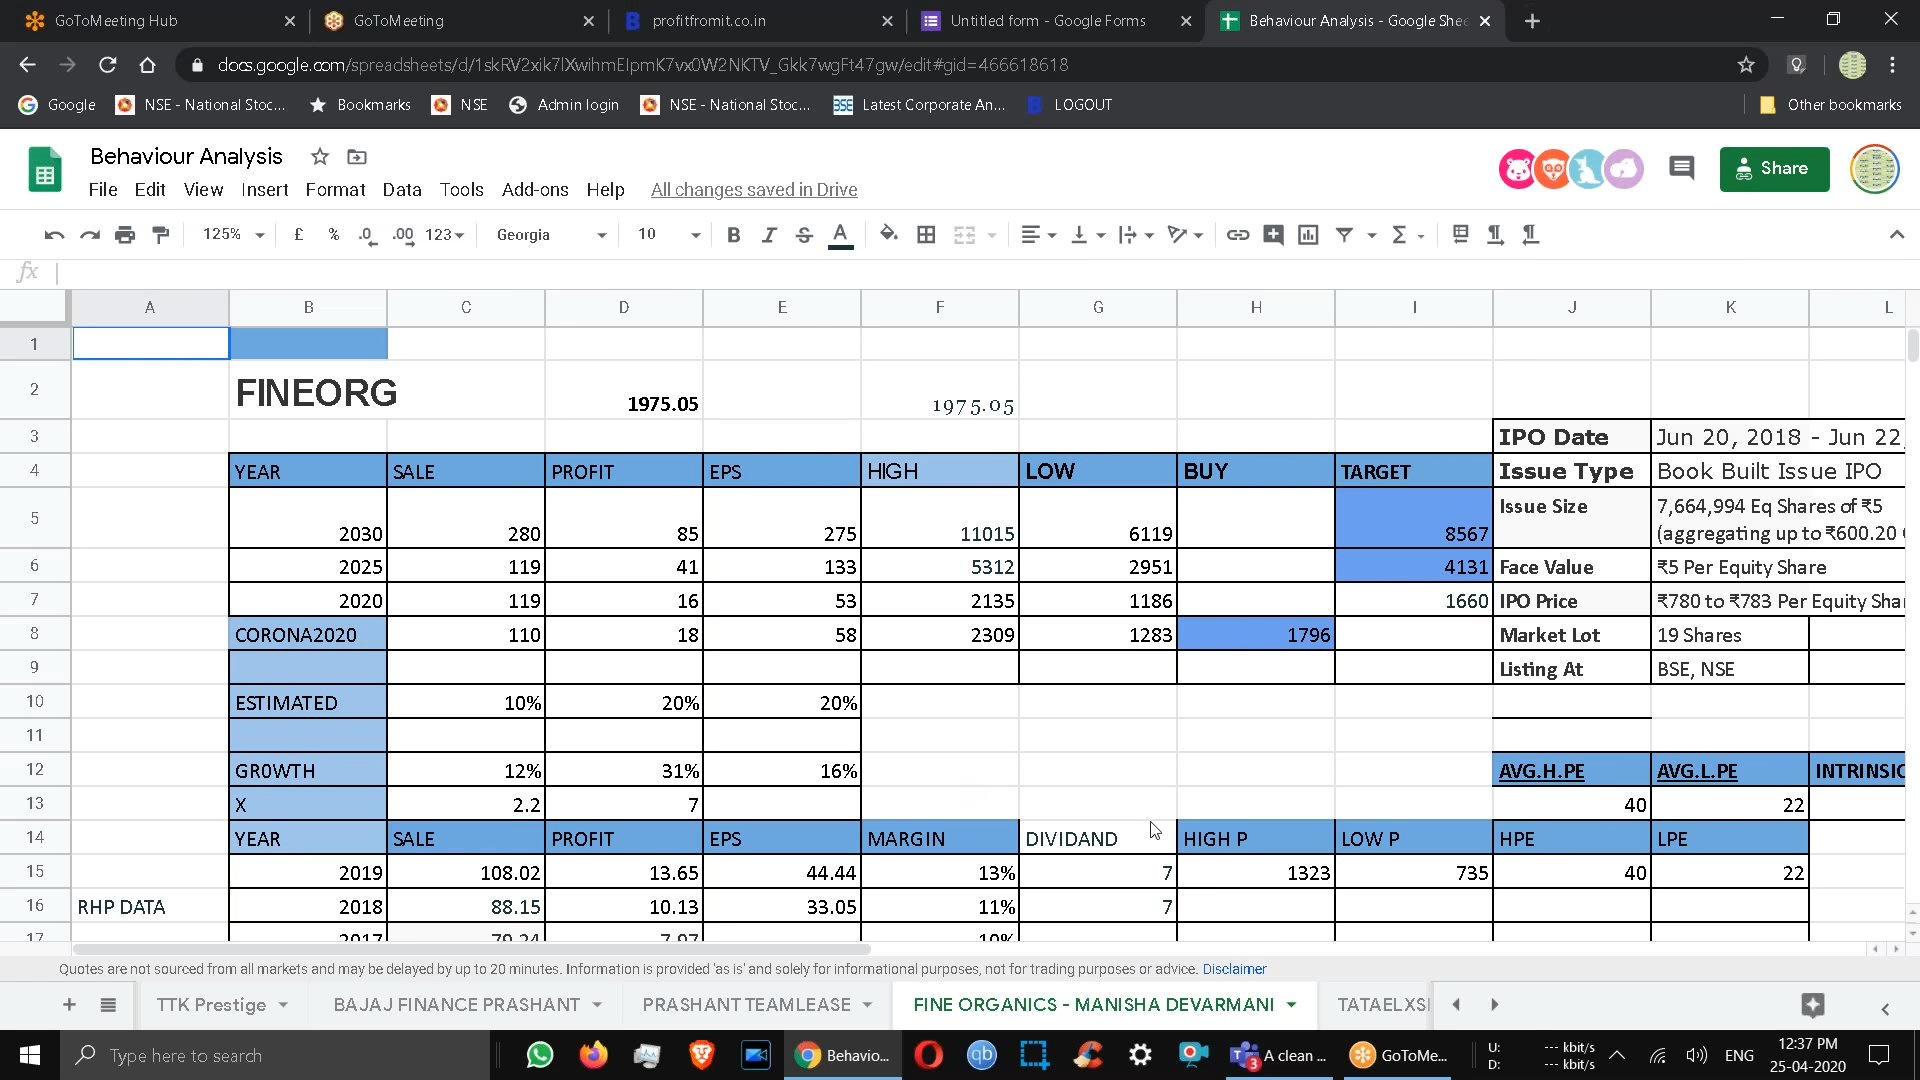 GoToMeeting Hub
GoToMeeting
profitfromit.co.in
Untitled form - Google Forms
Behaviour Analysis - Google Shee
docs.google.com/spreadsheets/d/
Google NSE - National Stoc... Bookmarks NSE Admin login NSE - National Stoc... Latest Corporate An... LOGOUT Other bookmarks
Behaviour Analysis
Share
File Edit View Insert Format Data Tools Add-ons Help All changes saved in Drive
125% £ % .0 .00 123 Georgia 10 B I S A
fx
A B C D E F G H I J K L
1
2 FINEORG 1975.05 1975.05
3 IPO Date Jun 20, 2018 - Jun 22,
4 YEAR SALE PROFIT EPS HIGH LOW BUY TARGET Issue Type Book Built Issue IPO
5 2030 280 85 275 11015 6119 8567 Issue Size 7,664,994 Eq Shares of ₹5
(aggregating up to ₹600.20
6 2025 119 41 133 5312 2951 4131 Face Value ₹5 Per Equity Share
7 2020 119 16 53 2135 1186 1660 IPO Price ₹780 to ₹783 Per Equity Shar
8 CORONA2020 110 18 58 2309 1283 1796 Market Lot 19 Shares
9 Listing At BSE, NSE
10 ESTIMATED 10% 20% 20%
11
12 GR0WTH 12% 31% 16% AVG.H.PE AVG.L.PE INTRINSIC
13 X 2.2 7 40 22
14 YEAR SALE PROFIT EPS MARGIN DIVIDAND HIGH P LOW P HPE LPE
15 2019 108.02 13.65 44.44 13% 7 1323 735 40 22
16 RHP DATA 2018 88.15 10.13 33.05 11% 7
17 2017 79.24 7.97 10%
Quotes are not sourced from all markets and may be delayed by up to 20 minutes. Information is provided 'as is' and solely for informational purposes, not for trading purposes or advice. Disclaimer
TTK Prestige BAJAJ FINANCE PRASHANT PRASHANT TEAMLEASE FINE ORGANICS - MANISHA DEVARMANI TATAELXSI
Type here to search
Behavio...
A clean ...
GoToMe...
U: --- kbit/s
D: --- kbit/s
ENG
12:37 PM
25-04-2020